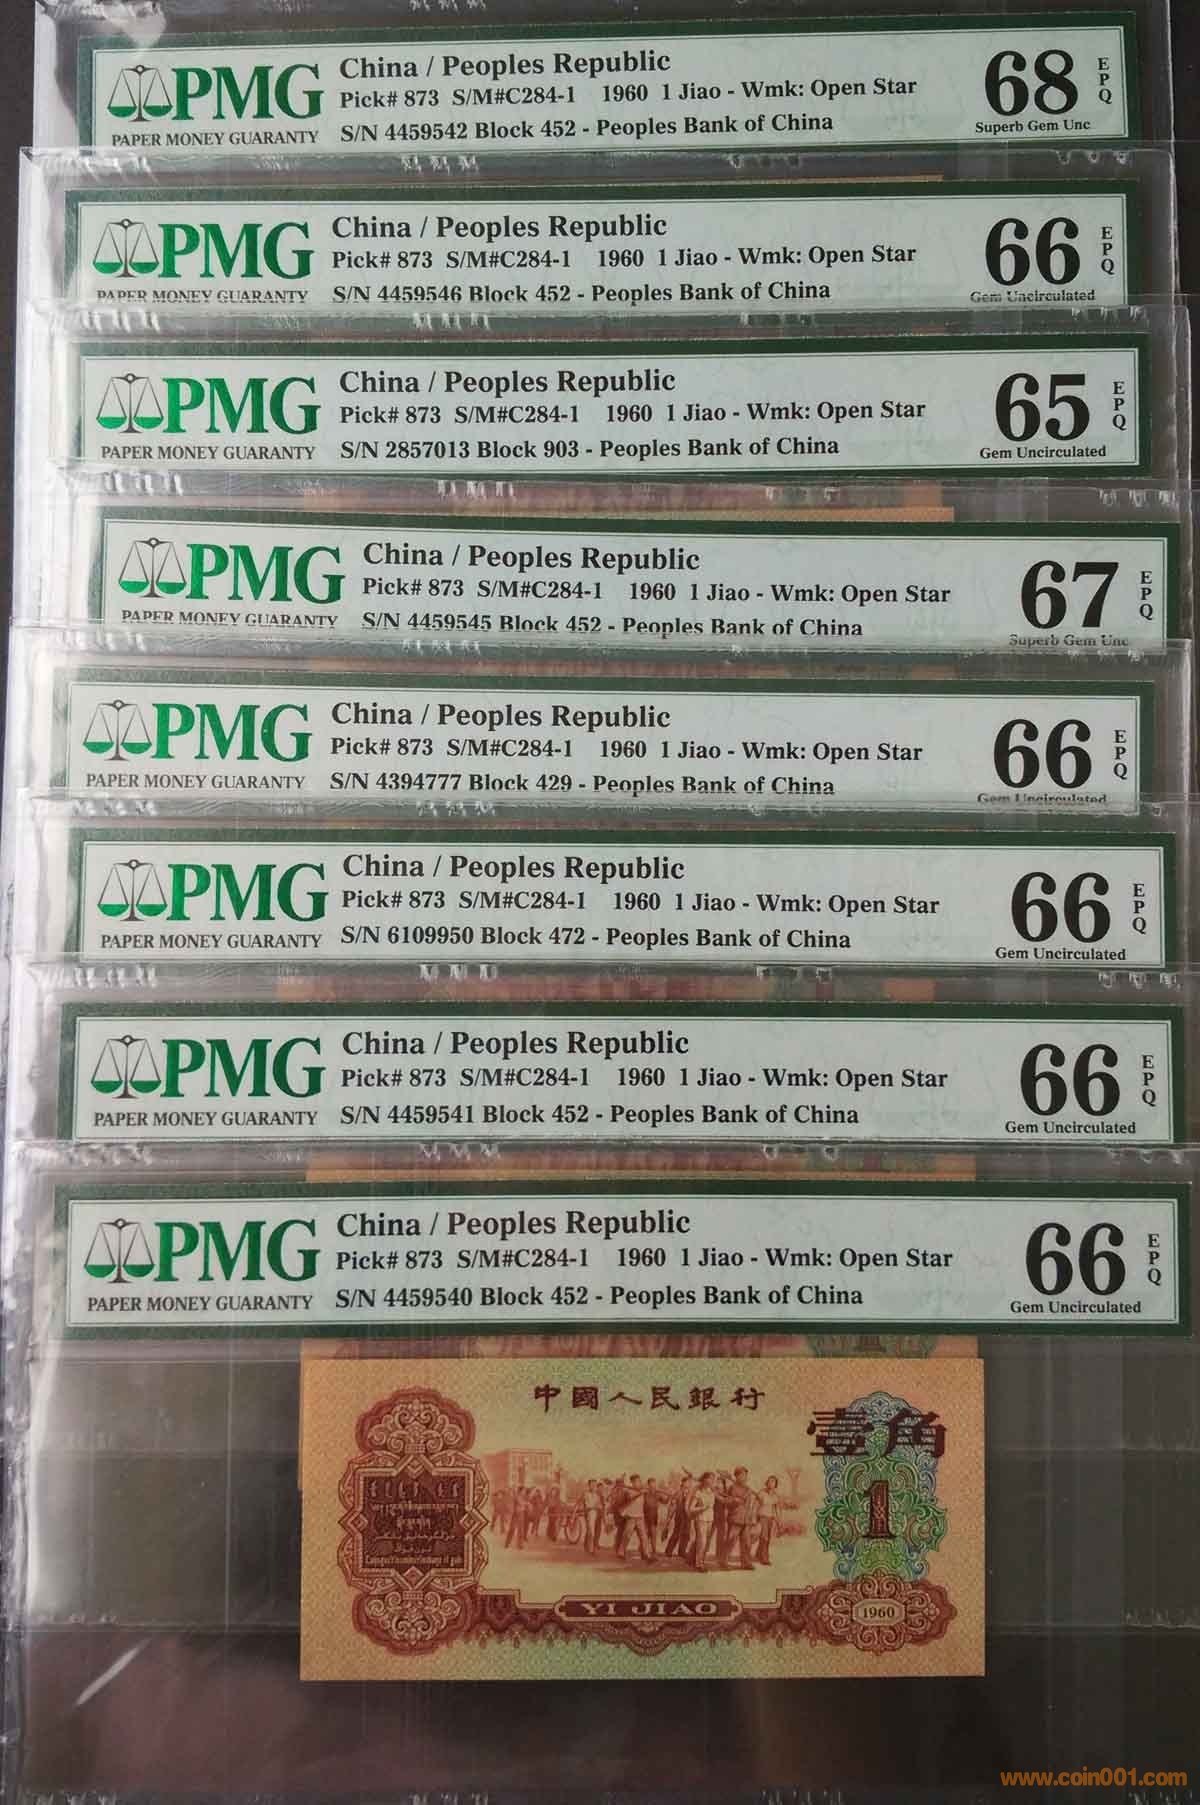 PMG
PAPER MONEY GUARANTY
China / Peoples Republic
Pick# 873 S/M#C284-1 1960 1 Jiao - Wmk: Open Star
S/N 4459542 Block 452 - Peoples Bank of China
68
EPQ
Superb Gem Unc
PMG
PAPER MONEY GUARANTY
China / Peoples Republic
Pick# 873 S/M#C284-1 1960 1 Jiao - Wmk: Open Star
S/N 4459546 Block 452 - Peoples Bank of China
66
EPQ
Gem Uncirculated
PMG
PAPER MONEY GUARANTY
China / Peoples Republic
Pick# 873 S/M#C284-1 1960 1 Jiao - Wmk: Open Star
S/N 2857013 Block 903 - Peoples Bank of China
65
EPQ
Gem Uncirculated
PMG
PAPER MONEY GUARANTY
China / Peoples Republic
Pick# 873 S/M#C284-1 1960 1 Jiao - Wmk: Open Star
S/N 4459545 Block 452 - Peoples Bank of China
67
EPQ
Superb Gem Unc
PMG
PAPER MONEY GUARANTY
China / Peoples Republic
Pick# 873 S/M#C284-1 1960 1 Jiao - Wmk: Open Star
S/N 4394777 Block 429 - Peoples Bank of China
66
EPQ
Gem Uncirculated
PMG
PAPER MONEY GUARANTY
China / Peoples Republic
Pick# 873 S/M#C284-1 1960 1 Jiao - Wmk: Open Star
S/N 6109950 Block 472 - Peoples Bank of China
66
EPQ
Gem Uncirculated
PMG
PAPER MONEY GUARANTY
China / Peoples Republic
Pick# 873 S/M#C284-1 1960 1 Jiao - Wmk: Open Star
S/N 4459541 Block 452 - Peoples Bank of China
66
EPQ
Gem Uncirculated
PMG
PAPER MONEY GUARANTY
China / Peoples Republic
Pick# 873 S/M#C284-1 1960 1 Jiao - Wmk: Open Star
S/N 4459540 Block 452 - Peoples Bank of China
66
EPQ
Gem Uncirculated
中國人民銀行
壹角
1
YI JIAO
1960
www.coin001.com